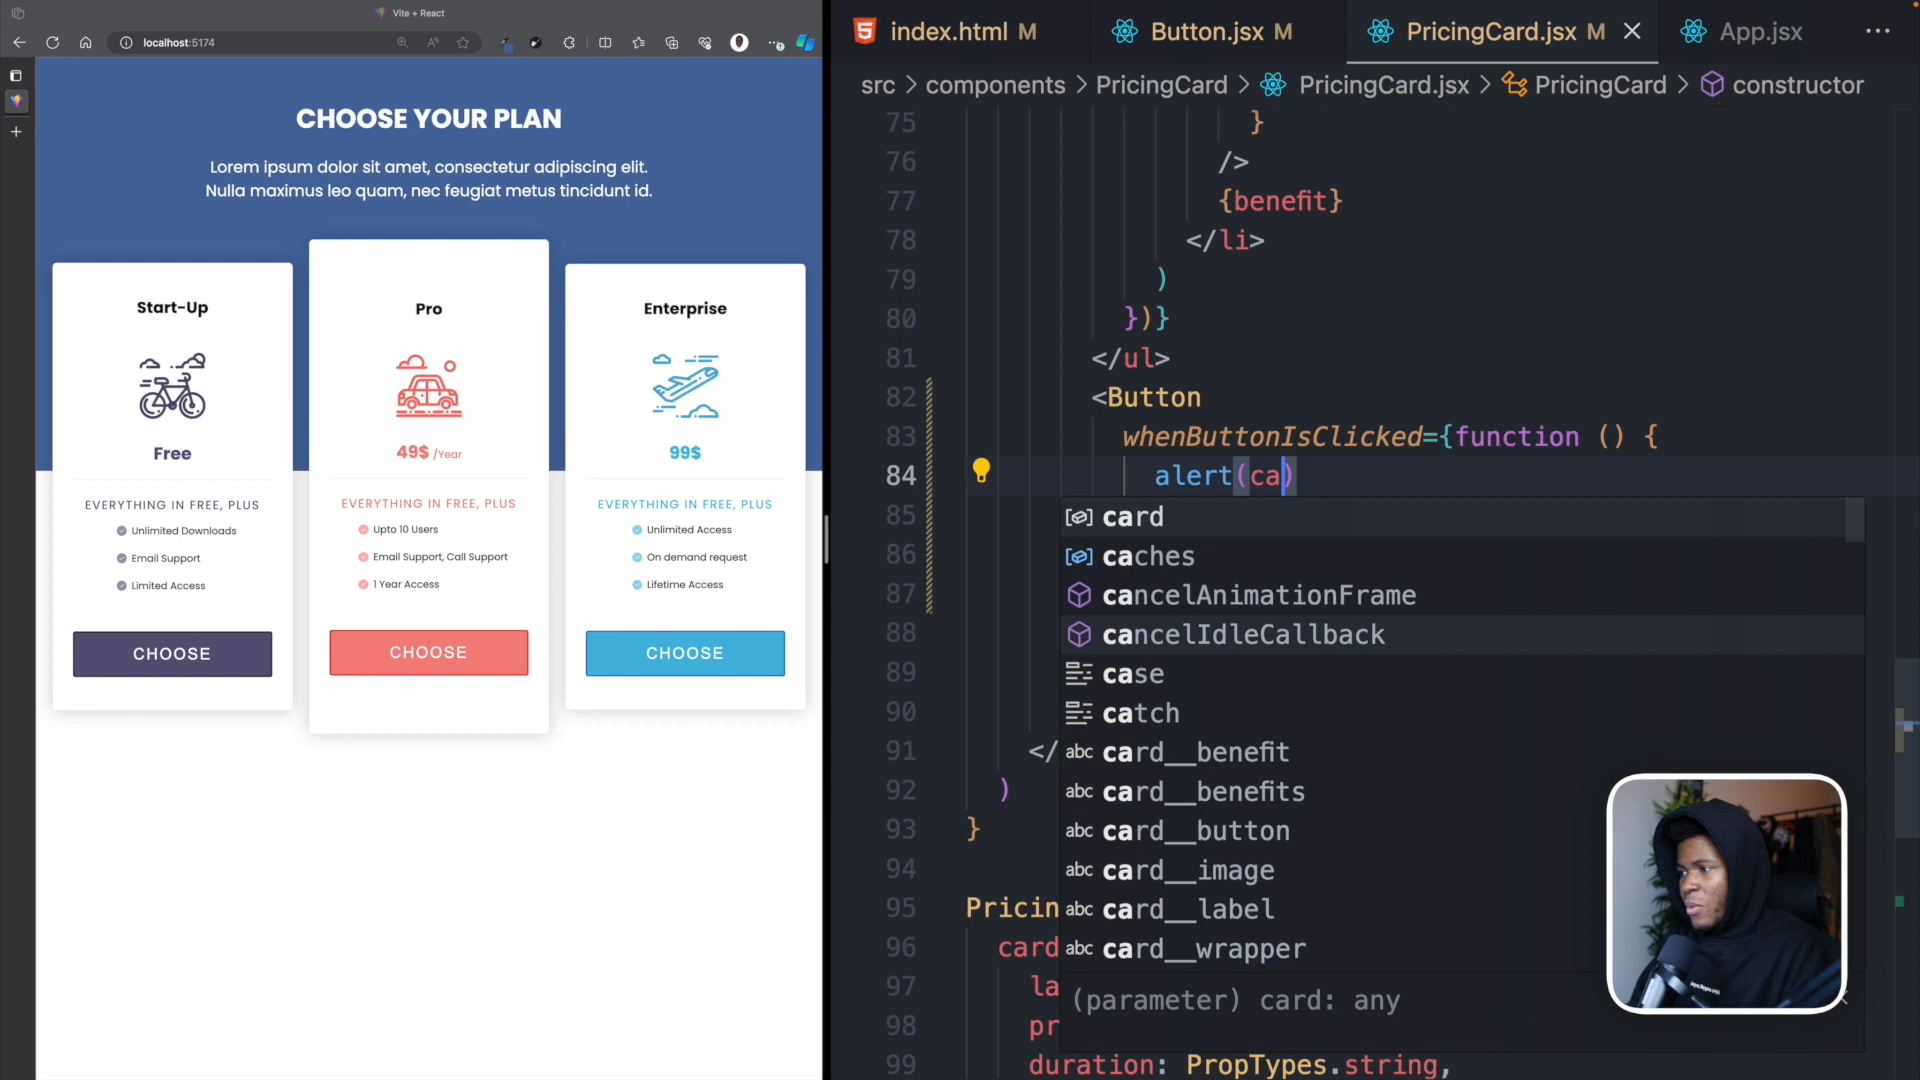 Vite + React
localhost:5174
CHOOSE YOUR PLAN
Lorem ipsum dolor sit amet, consectetur adipiscing elit.
Nulla maximus leo quam, nec feugiat metus tincidunt id.
Start-Up
Free
EVERYTHING IN FREE, PLUS
Unlimited Downloads
Email Support
Limited Access
CHOOSE
Pro
49$ /Year
EVERYTHING IN FREE, PLUS
Upto 10 Users
Email Support, Call Support
1 Year Access
CHOOSE
Enterprise
99$
EVERYTHING IN FREE, PLUS
Unlimited Access
On demand request
Lifetime Access
CHOOSE
index.html M
Button.jsx M
PricingCard.jsx M
App.jsx
src > components > PricingCard > PricingCard.jsx > PricingCard > constructor
75 }
76 />
77 {benefit}
78 </li>
79 )
80 })}
81 </ul>
82 <Button
83 whenButtonIsClicked={function () {
84 alert(ca)
85
86
87
88
89
90
91 </
92 )
93 }
94
95 Pricin
96 card
97 la
98 pr
99 duration: PropTypes.string,
card
caches
cancelAnimationFrame
cancelIdleCallback
case
catch
abc card__benefit
abc card__benefits
abc card__button
abc card__image
abc card__label
abc card__wrapper
(parameter) card: any